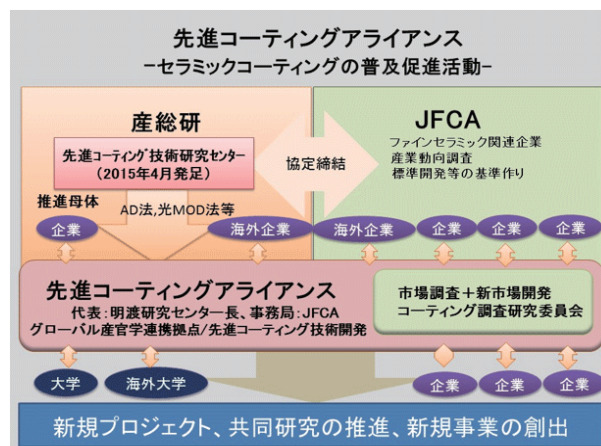 先進コーティングアライアンス
-セラミックコーティングの普及促進活動-
産総研
先進コーティング技術研究センター
(2015年4月発足)
推進母体
AD法,光MOD法等
協定締結
JFCA
ファインセラミック関連企業
産業動向調査
標準開発等の基準作り
企業
海外企業
海外企業
企業
企業
企業
先進コーティングアライアンス
代表:明渡研究センター長、事務局:JFCA
グローバル産官学連携拠点/先進コーティング技術開発
市場調査+新市場開発
コーティング調査研究委員会
大学
海外大学
企業
企業
企業
新規プロジェクト、共同研究の推進、新規事業の創出